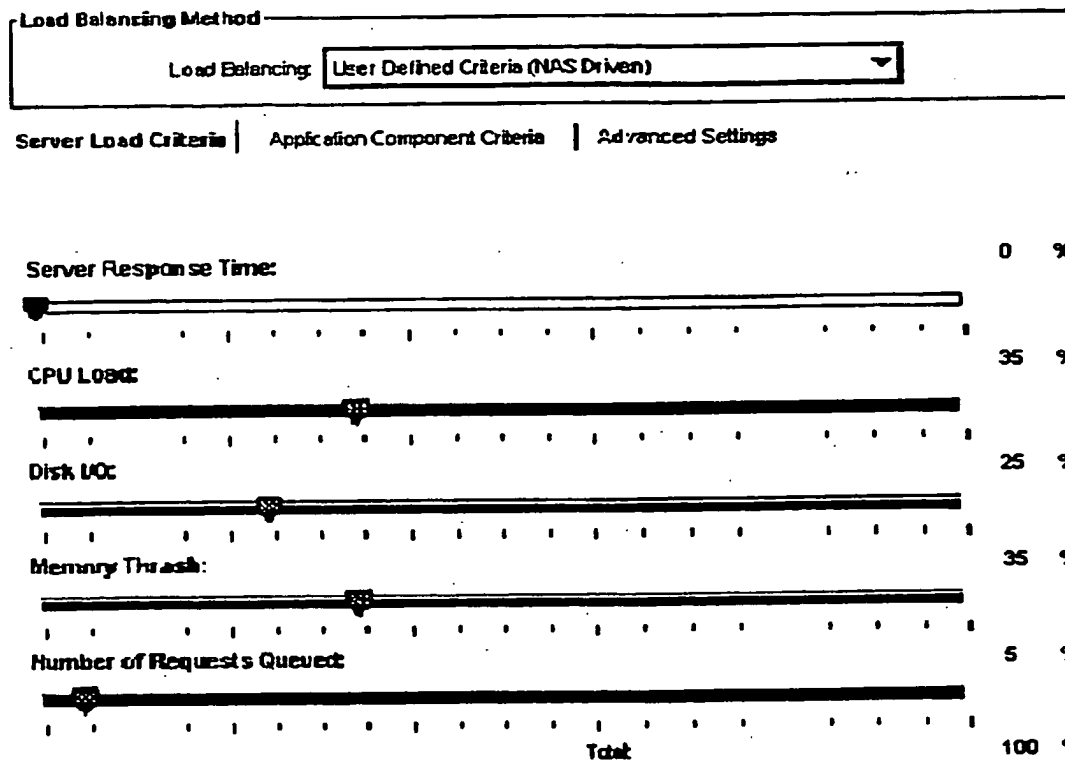 Load Balancing Method
Load Balancing: User Defined Criteria (NAS Driven)
Server Load Criteria | Application Component Criteria | Advanced Settings
0 %
Server Response Time:
35 %
CPU Load:
25 %
Disk I/O:
35 %
Memory Thrash:
5 %
Number of Requests Queued:
Total:
100 %